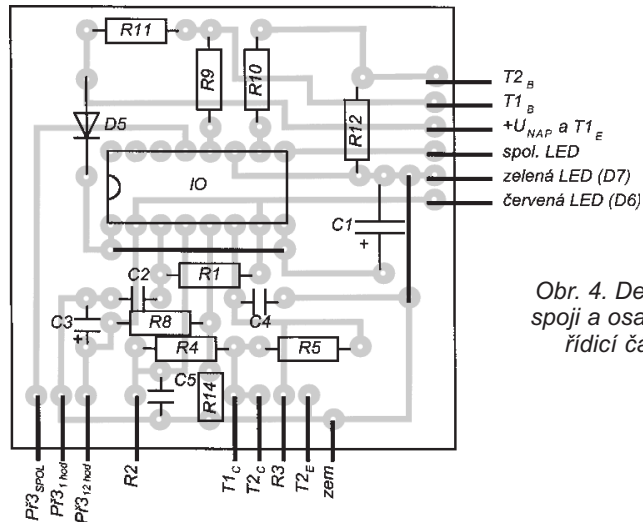 R11
R9
R10
R12
D5
IO
C1
+
C2
R1
C3
+
R8
C4
R4
R5
C5
R14
T2B
T1B
+UNAP a T1E
spol. LED
zelená LED (D7)
červená LED (D6)
Př3SPOL
Př31 hod
Př312 hod
R2
T1C
T2C
R3
T2E
zem
Obr. 4. De
spoji a osa
řídicí ča